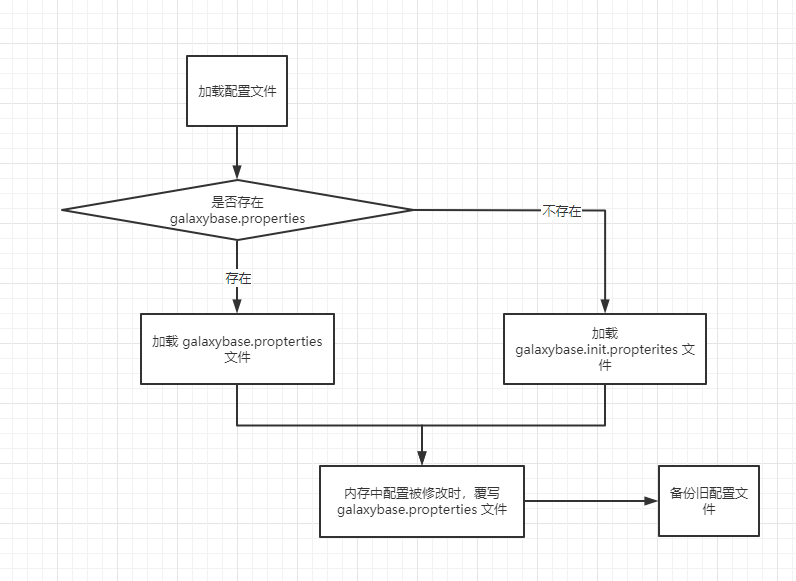 加载配置文件
是否存在
galaxybase.properties
不存在
存在
加载 galaxybase.propterties
文件
加载
galaxybase.init.propterites 文
件
内存中配置被修改时，覆写
galaxybase.propterties 文件
备份旧配置文
件